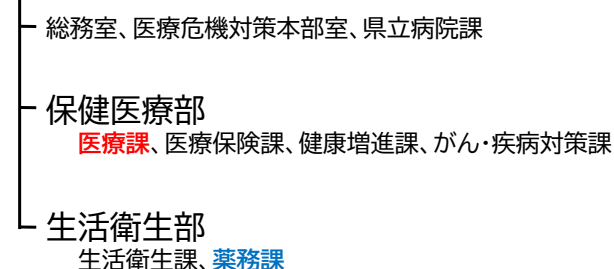 総務室、医療危機対策本部室、県立病院課
保健医療部
医療課、医療保険課、健康増進課、がん・疾病対策課
生活衛生部
生活衛生課、薬務課